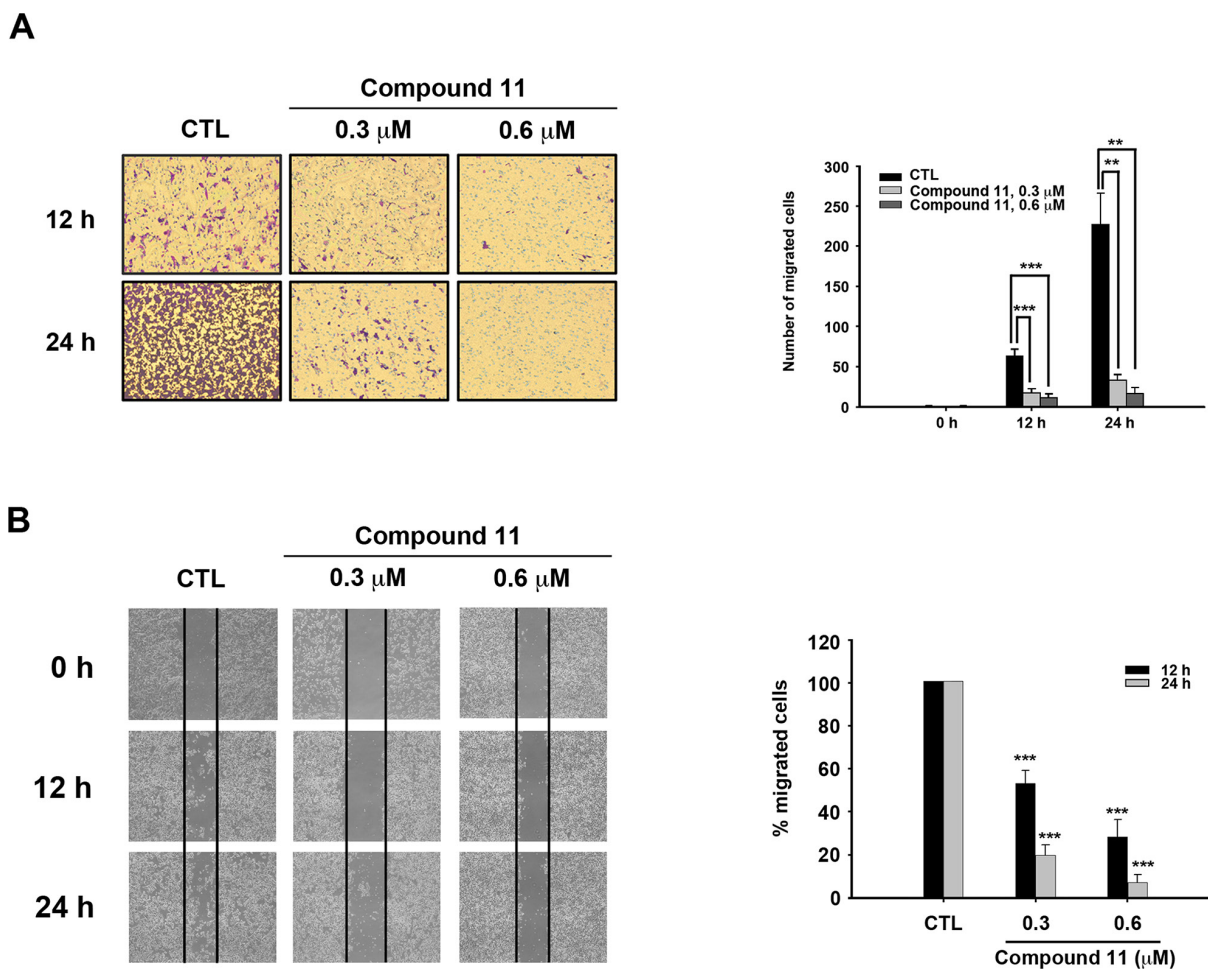 A
Compound 11
CTL
0.3 μM
0.6 μM
12 h
24 h
Number of migrated cells
300
250
200
150
100
50
0
CTL
Compound 11, 0.3 μM
Compound 11, 0.6 μM
***
***
**
**
0 h
12 h
24 h
B
Compound 11
CTL
0.3 μM
0.6 μM
0 h
12 h
24 h
% migrated cells
120
100
80
60
40
20
0
12 h
24 h
***
***
***
***
CTL
0.3
0.6
Compound 11 (μM)